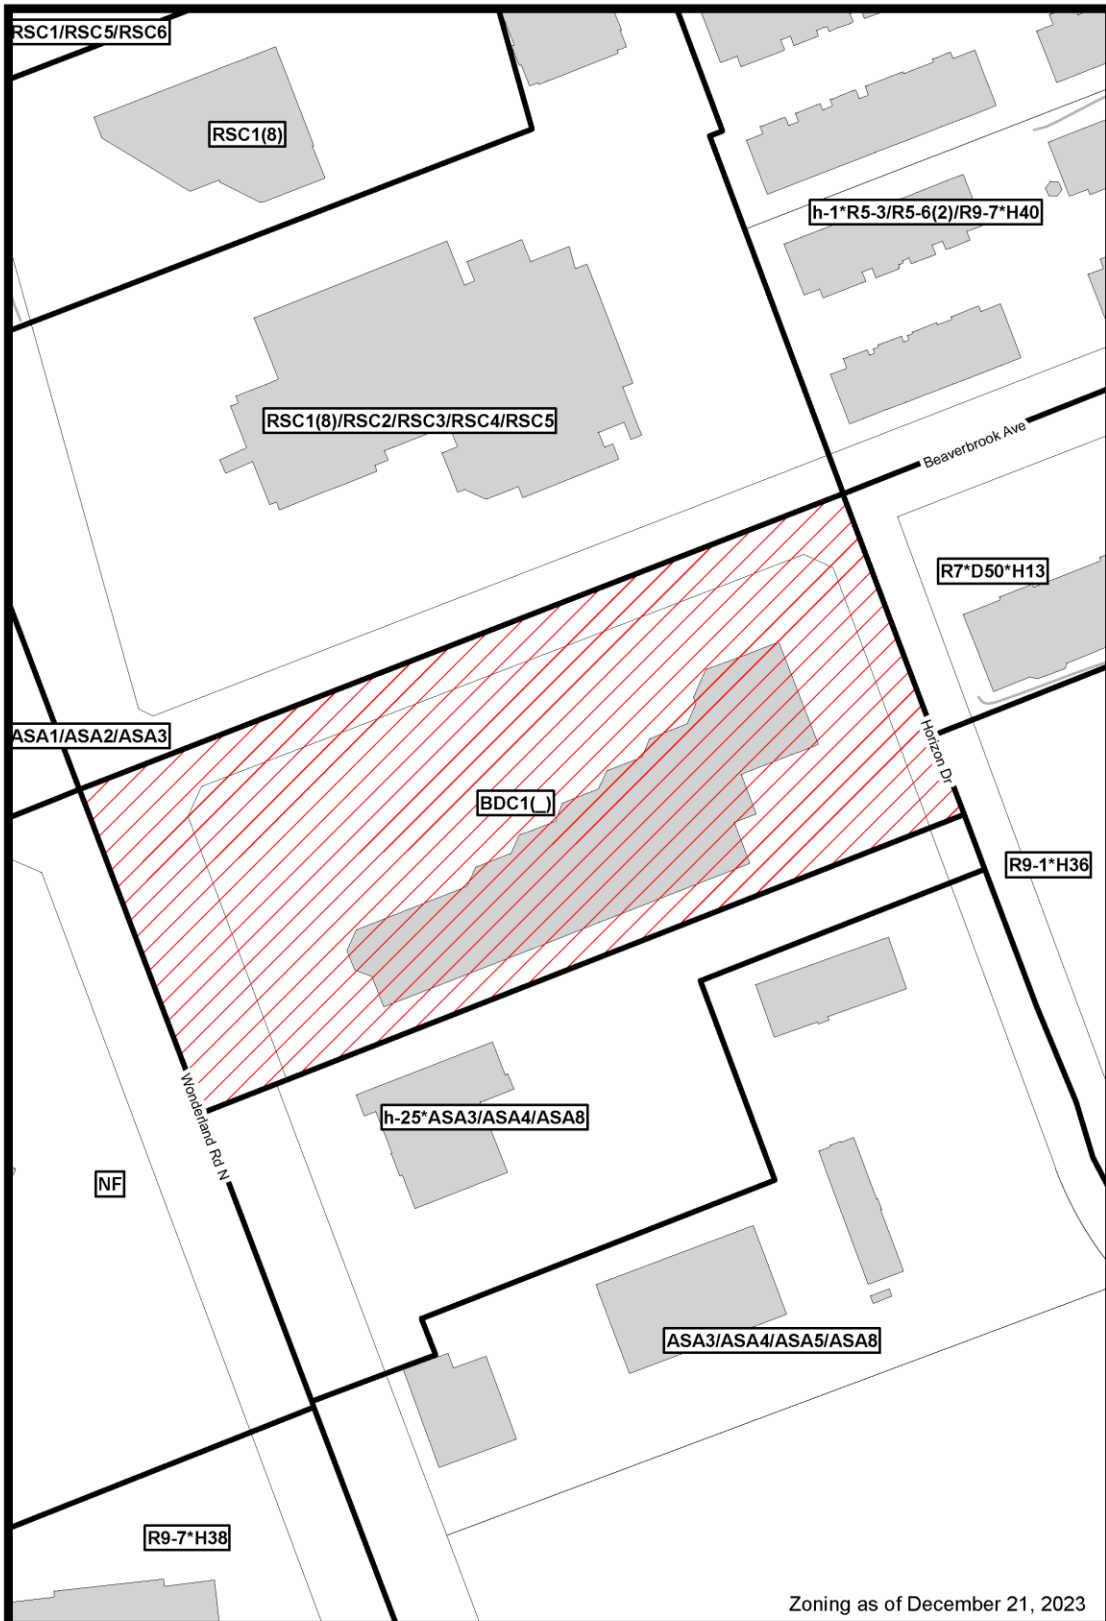 RSC1/RSC5/RSC6
RSC1(8)
h-1*R5-3/R5-6(2)/R9-7*H40
RSC1(8)/RSC2/RSC3/RSC4/RSC5
Beaverbrook Ave
R7*D50*H13
ASA1/ASA2/ASA3
Horizon Dr
BDC1(_)
R9-1*H36
h-25*ASA3/ASA4/ASA8
Wonderland Rd N
NF
ASA3/ASA4/ASA5/ASA8
R9-7*H38
Zoning as of December 21, 2023